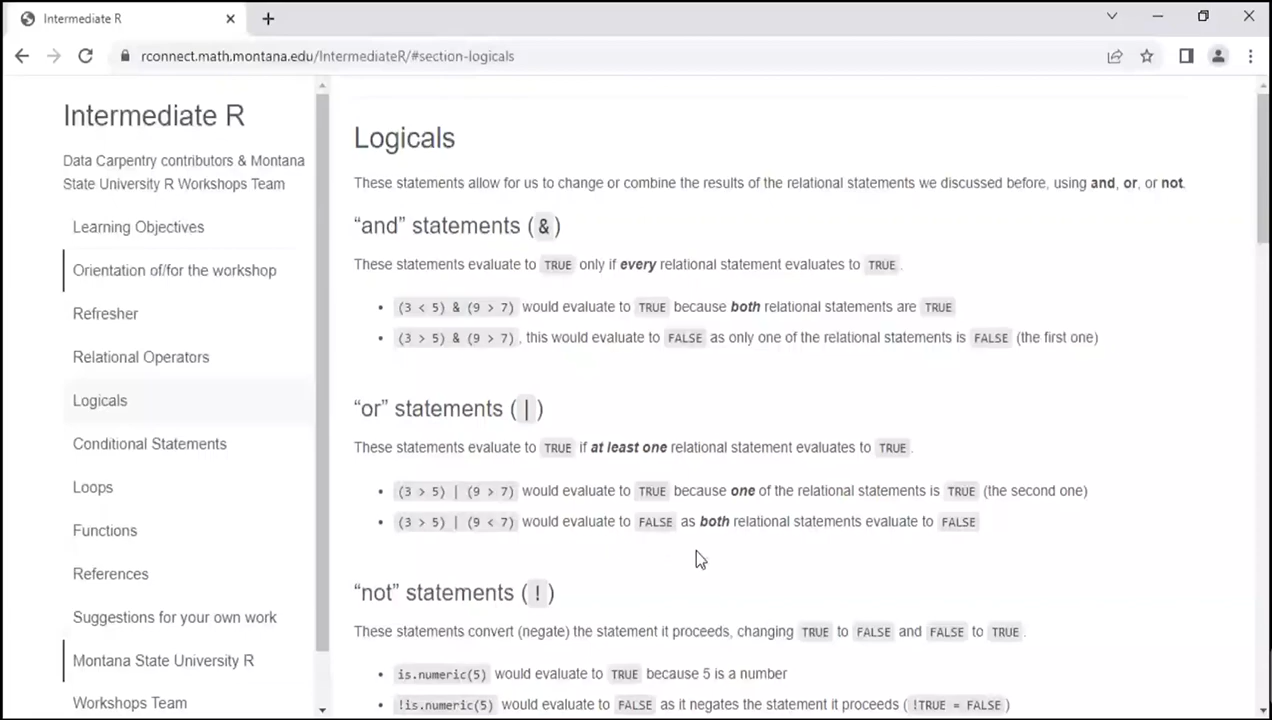 Intermediate R
rconnect.math.montana.edu/IntermediateR/#section-logicals
Intermediate R
Data Carpentry contributors & Montana
State University R Workshops Team
Learning Objectives
Orientation of/for the workshop
Refresher
Relational Operators
Logicals
Conditional Statements
Loops
Functions
References
Suggestions for your own work
Montana State University R
Workshops Team
Logicals
These statements allow for us to change or combine the results of the relational statements we discussed before, using and, or, or not.
“and” statements ( & )
These statements evaluate to TRUE only if every relational statement evaluates to TRUE .
• (3 < 5) & (9 > 7) would evaluate to TRUE because both relational statements are TRUE
• (3 > 5) & (9 > 7) , this would evaluate to FALSE as only one of the relational statements is FALSE (the first one)
“or” statements ( | )
These statements evaluate to TRUE if at least one relational statement evaluates to TRUE .
• (3 > 5) | (9 > 7) would evaluate to TRUE because one of the relational statements is TRUE (the second one)
• (3 > 5) | (9 < 7) would evaluate to FALSE as both relational statements evaluate to FALSE
“not” statements ( ! )
These statements convert (negate) the statement it proceeds, changing TRUE to FALSE and FALSE to TRUE .
• is.numeric(5) would evaluate to TRUE because 5 is a number
• !is.numeric(5) would evaluate to FALSE as it negates the statement it proceeds ( !TRUE = FALSE )